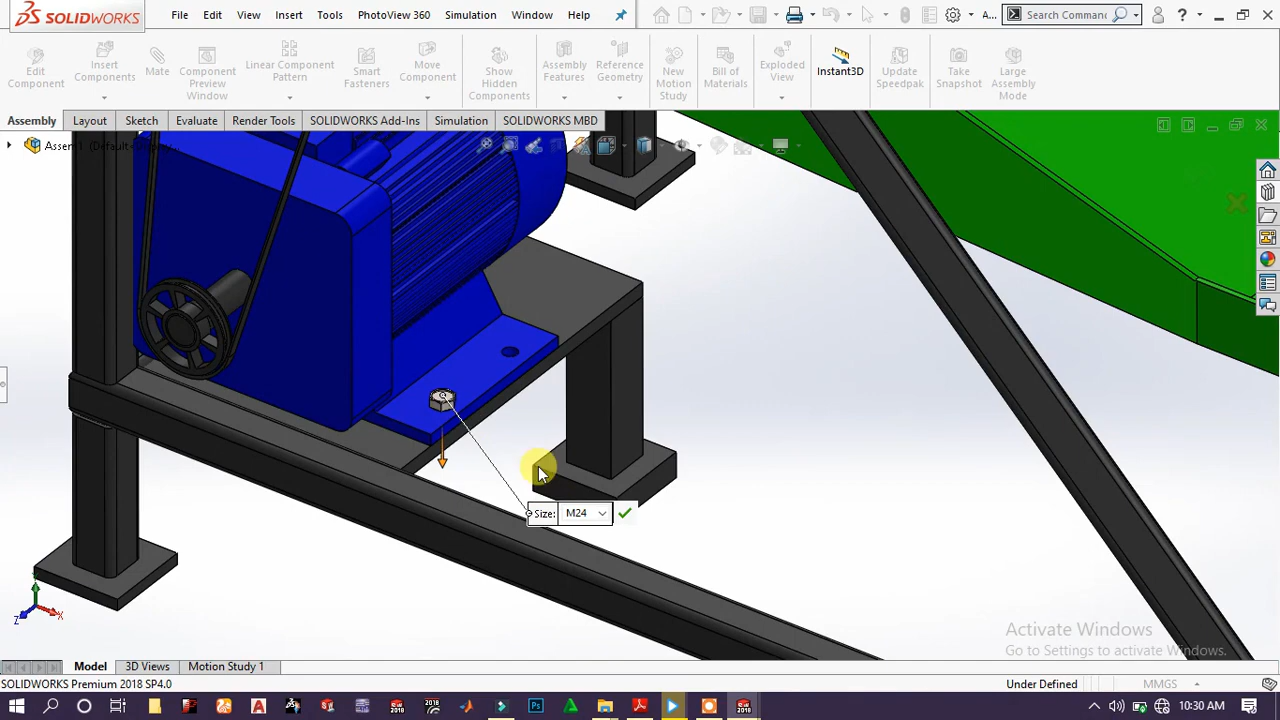 SOLIDWORKS
File Edit View Insert Tools PhotoView 360 Simulation Window Help
A... Search Commanc ?
Edit Component
Insert Components
Mate
Component Preview Window
Linear Component Pattern
Smart Fasteners
Move Component
Show Hidden Components
Assembly Features
Reference Geometry
New Motion Study
Bill of Materials
Exploded View
Instant3D
Update Speedpak
Take Snapshot
Large Assembly Mode
Assembly Layout Sketch Evaluate Render Tools SOLIDWORKS Add-Ins Simulation SOLIDWORKS MBD
Size: M24
Z X
Activate Windows
Go to Settings to activate Windows.
Model 3D Views Motion Study 1
SOLIDWORKS Premium 2018 SP4.0 Under Defined MMGS
10:30 AM